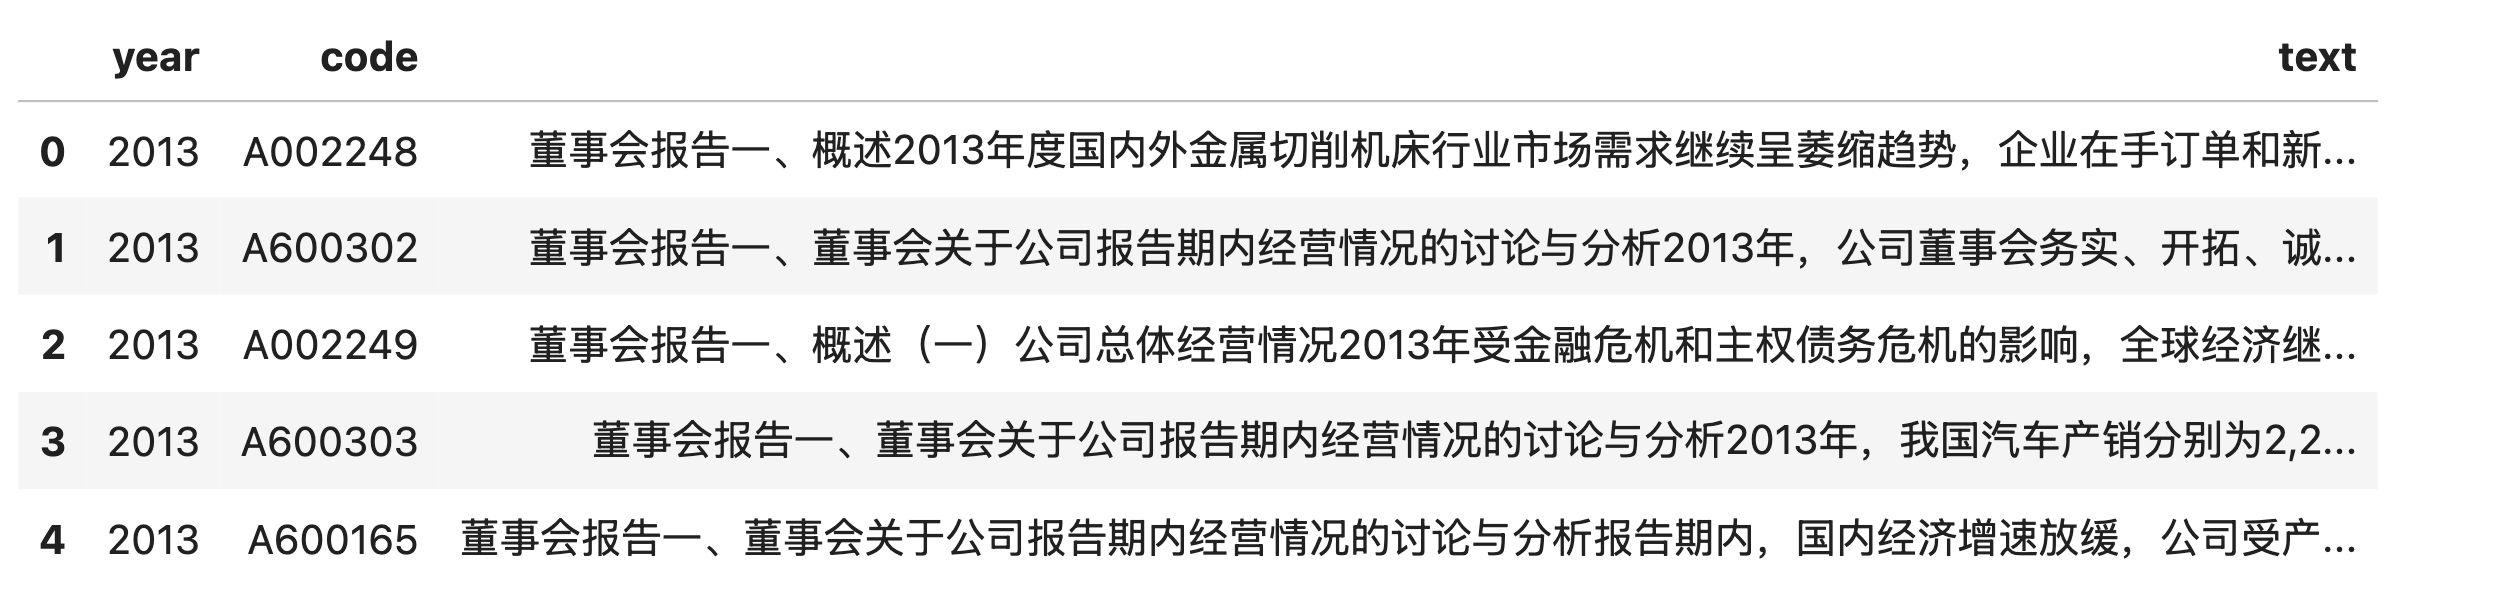 year code text
0 2013 A002248 董事会报告一、概述2013年度国内外金融持续动荡、行业市场需求继续呈萎缩趋势，企业在手订单和新...
1 2013 A600302 董事会报告一、董事会关于公司报告期内经营情况的讨论与分析2013年，公司董事会务实、开拓、诚...
2 2013 A002249 董事会报告一、概述（一）公司总体经营情况2013年受金融危机和主权债务危机的影响，全球经济继...
3 2013 A600303 董事会报告一、董事会关于公司报告期内经营情况的讨论与分析2013年，我国汽车产销分别为2,2...
4 2013 A600165 董事会报告一、董事会关于公司报告期内经营情况的讨论与分析报告期内，国内经济增速放缓，公司类产...